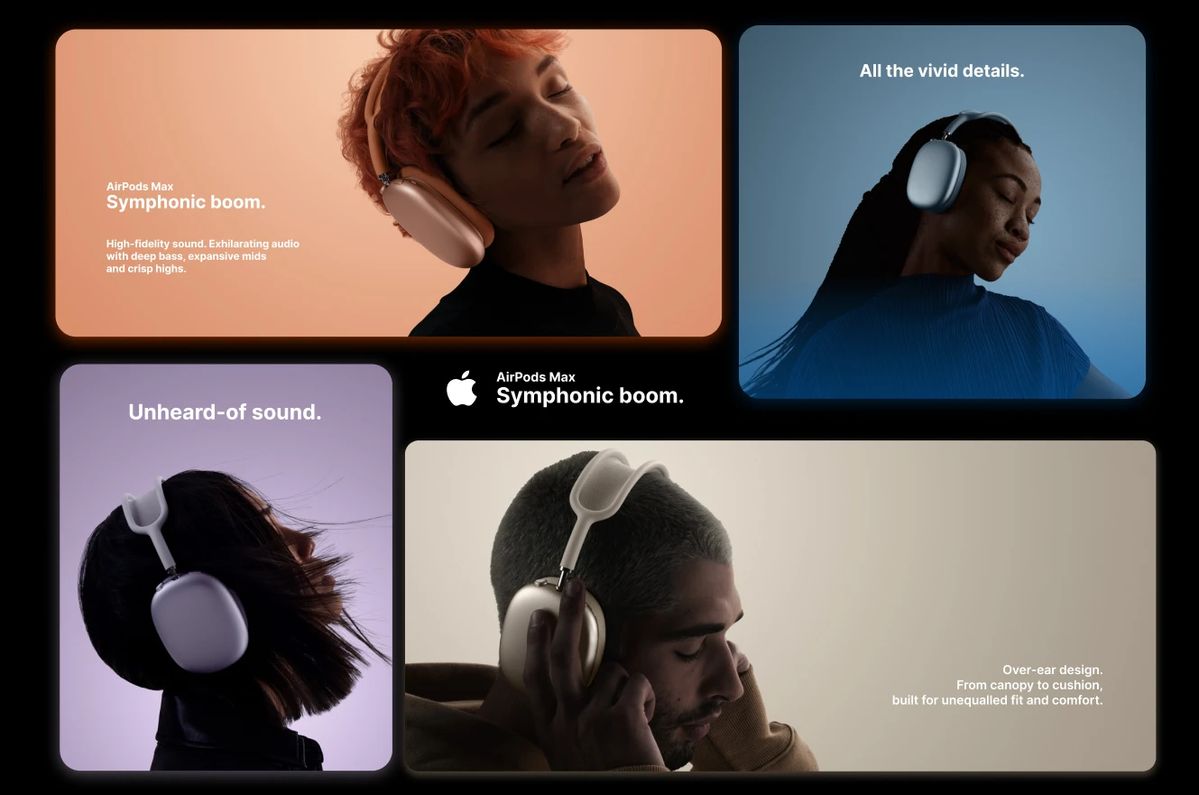 AirPods Max
Symphonic boom.
High-fidelity sound. Exhilarating audio
with deep bass, expansive mids
and crisp highs.
All the vivid details.
Unheard-of sound.
AirPods Max
Symphonic boom.
Over-ear design.
From canopy to cushion,
built for unequalled fit and comfort.